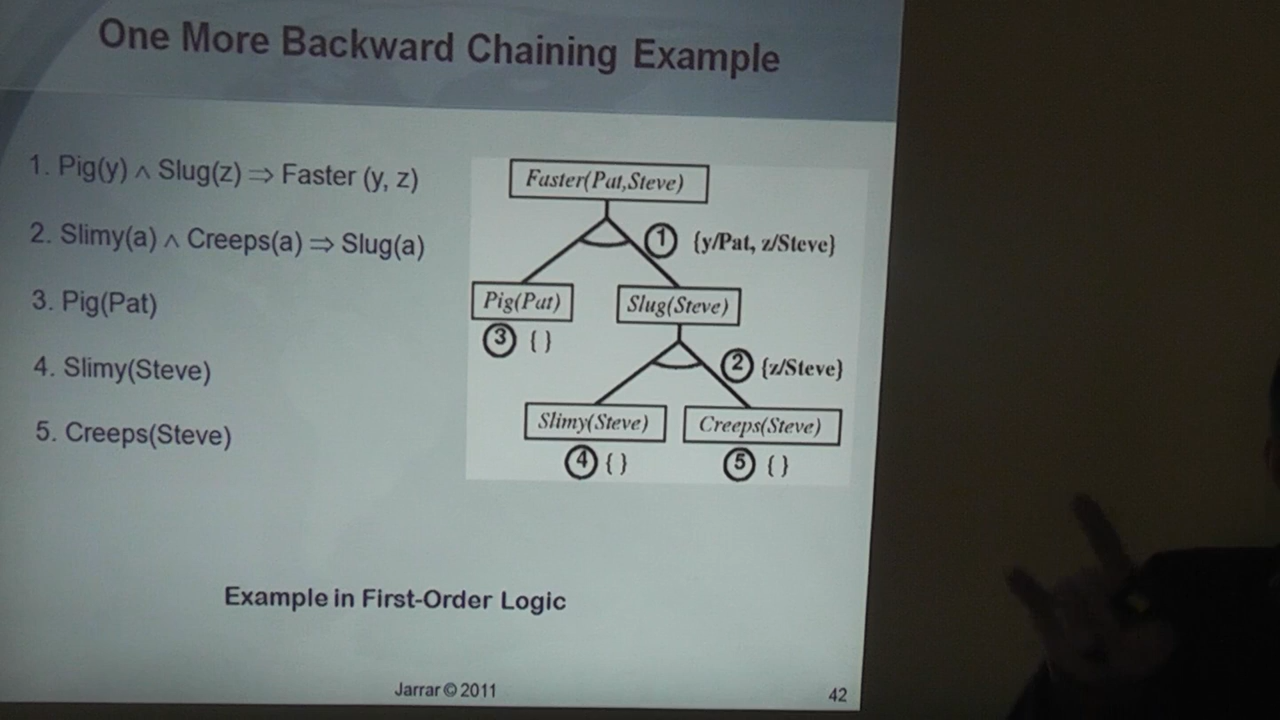 One More Backward Chaining Example
1. Pig(y) ∧ Slug(z) ⇒ Faster (y, z)
2. Slimy(a) ∧ Creeps(a) ⇒ Slug(a)
3. Pig(Pat)
4. Slimy(Steve)
5. Creeps(Steve)
Faster(Pat,Steve)
1 {y/Pat, z/Steve}
Pig(Pat)
Slug(Steve)
3 { }
2 {z/Steve}
Slimy(Steve)
Creeps(Steve)
4 { }
5 { }
Example in First-Order Logic
Jarrar © 2011
42